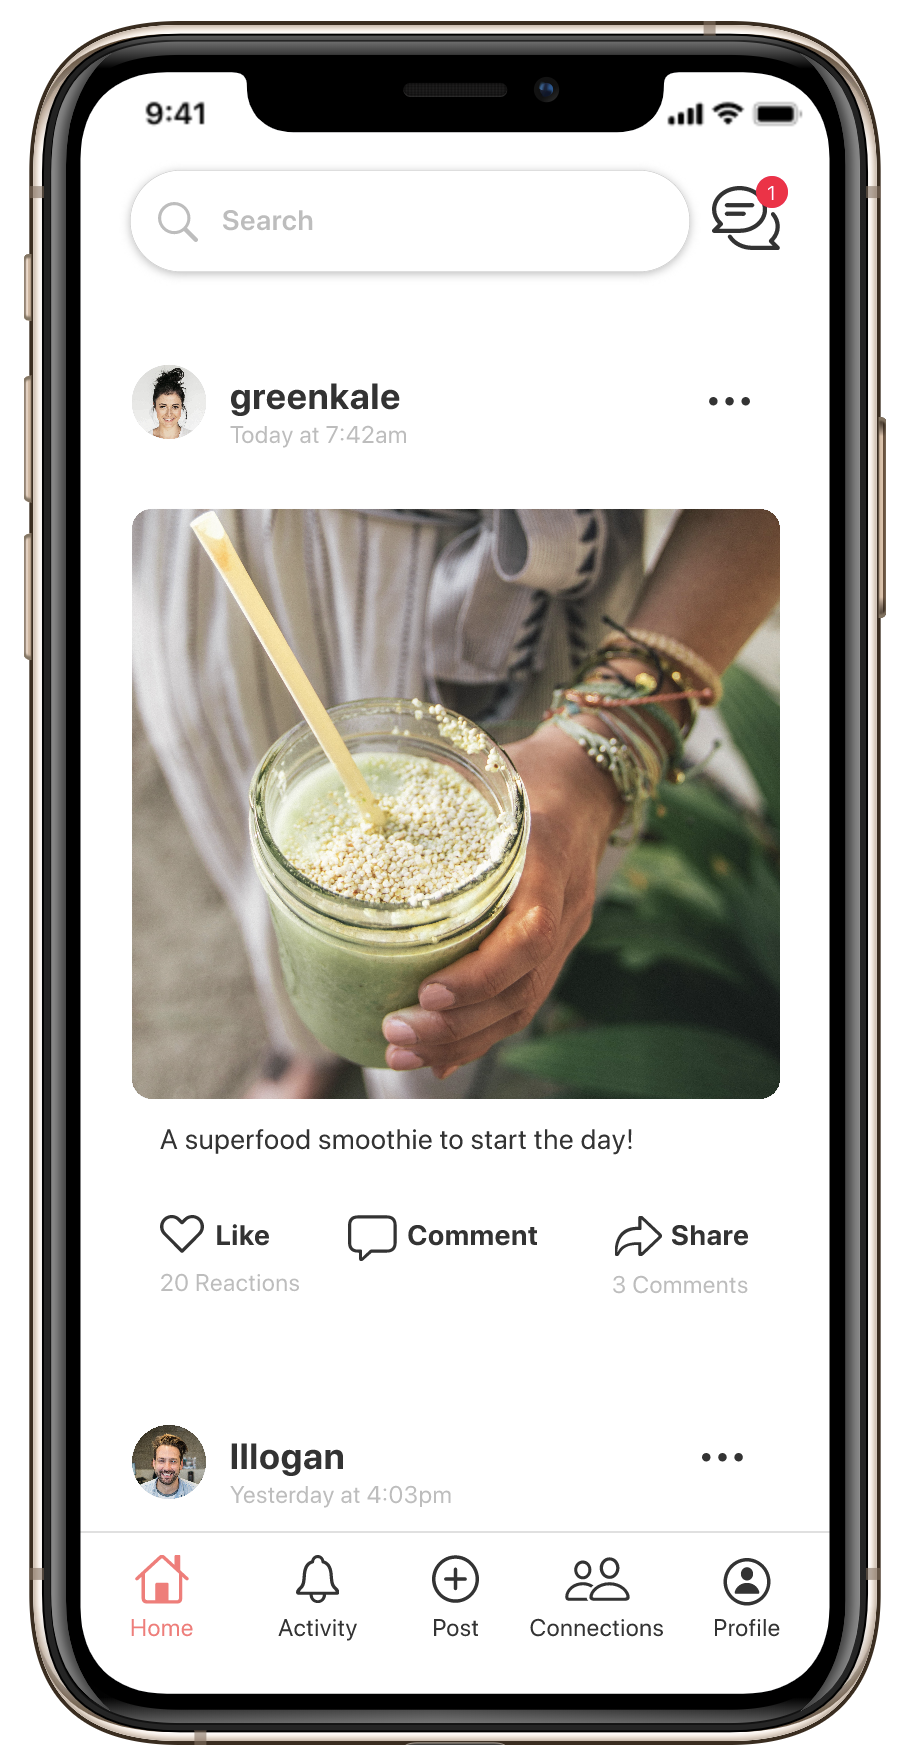 9:41
Search
1
greenkale
Today at 7:42am
A superfood smoothie to start the day!
Like Comment Share
20 Reactions 3 Comments
lllogan
Yesterday at 4:03pm
Home Activity Post Connections Profile